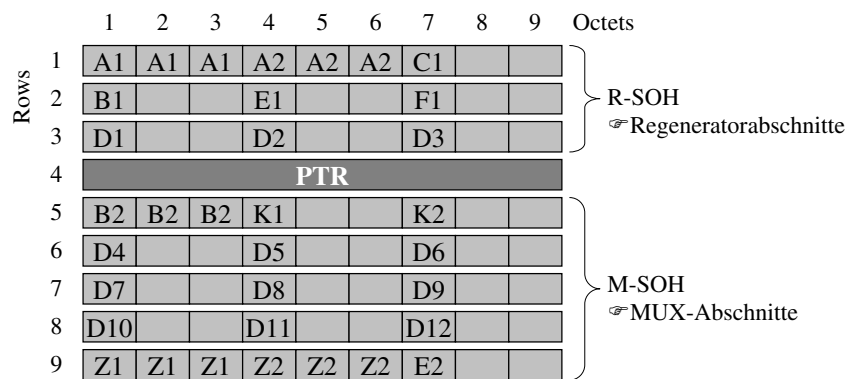 1 2 3 4 5 6 7 8 9 Octets
Rows
1 A1 A1 A1 A2 A2 A2 C1
2 B1 E1 F1
3 D1 D2 D3
R-SOH
☞Regeneratorabschnitte
4 PTR
5 B2 B2 B2 K1 K2
6 D4 D5 D6
7 D7 D8 D9
8 D10 D11 D12
9 Z1 Z1 Z1 Z2 Z2 Z2 E2
M-SOH
☞MUX-Abschnitte